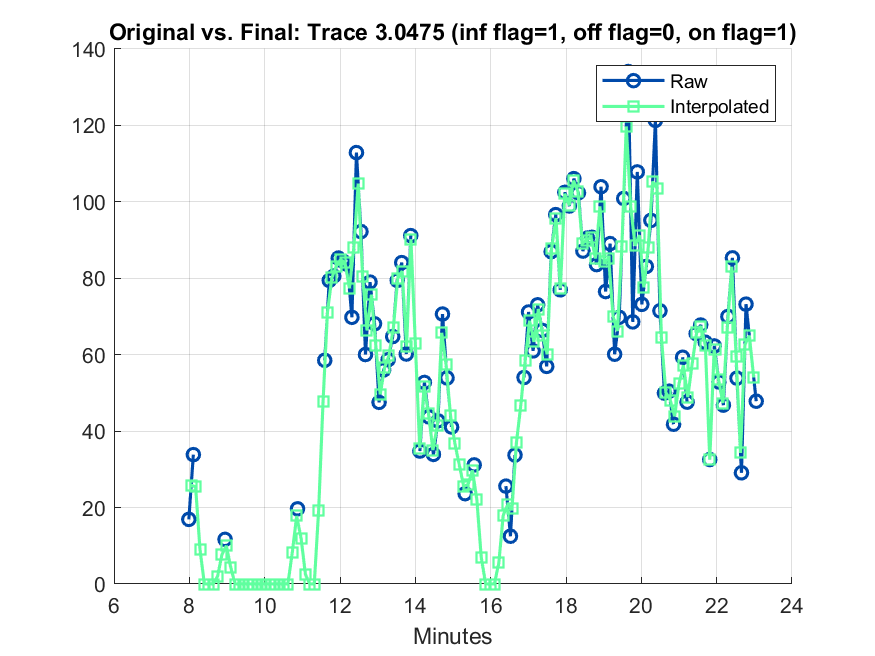 Original vs. Final: Trace 3.0475 (inf flag=1, off flag=0, on flag=1)
140
120
100
80
60
40
20
0
Raw
Interpolated
6 8 10 12 14 16 18 20 22 24
Minutes